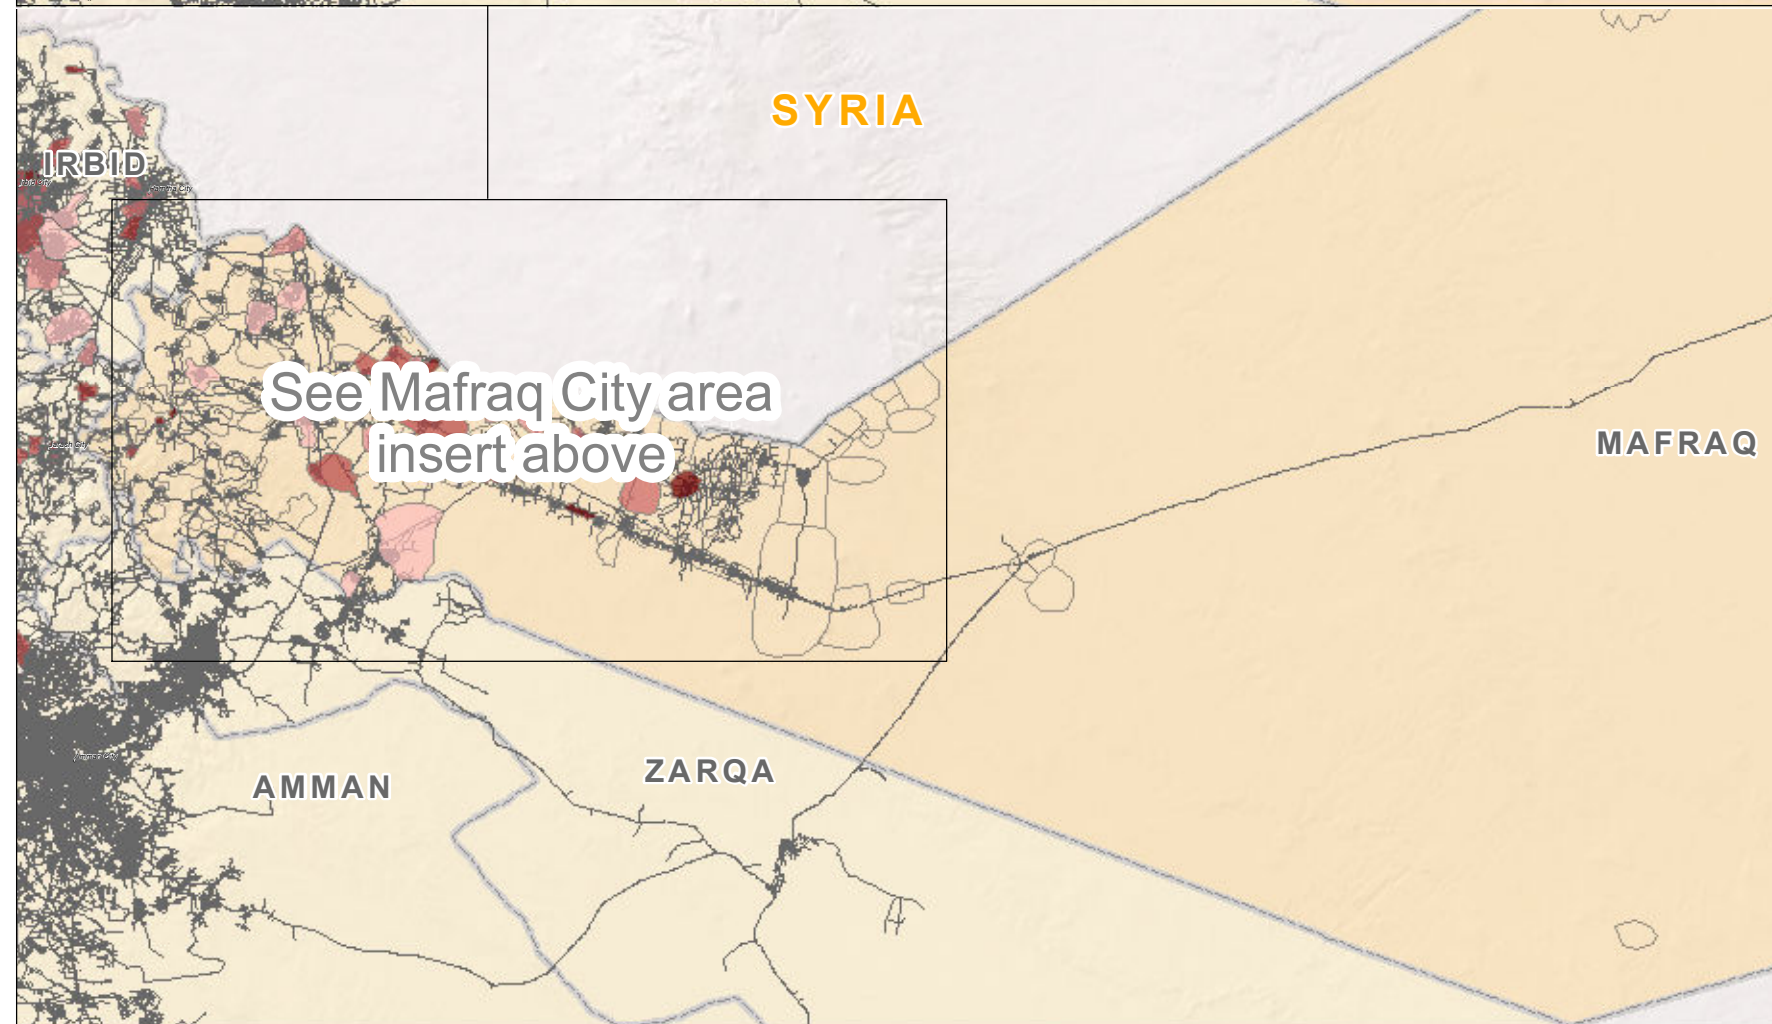 SYRIA
IRBID
See Mafraq City area
insert above
MAFRAQ
ZARQA
AMMAN